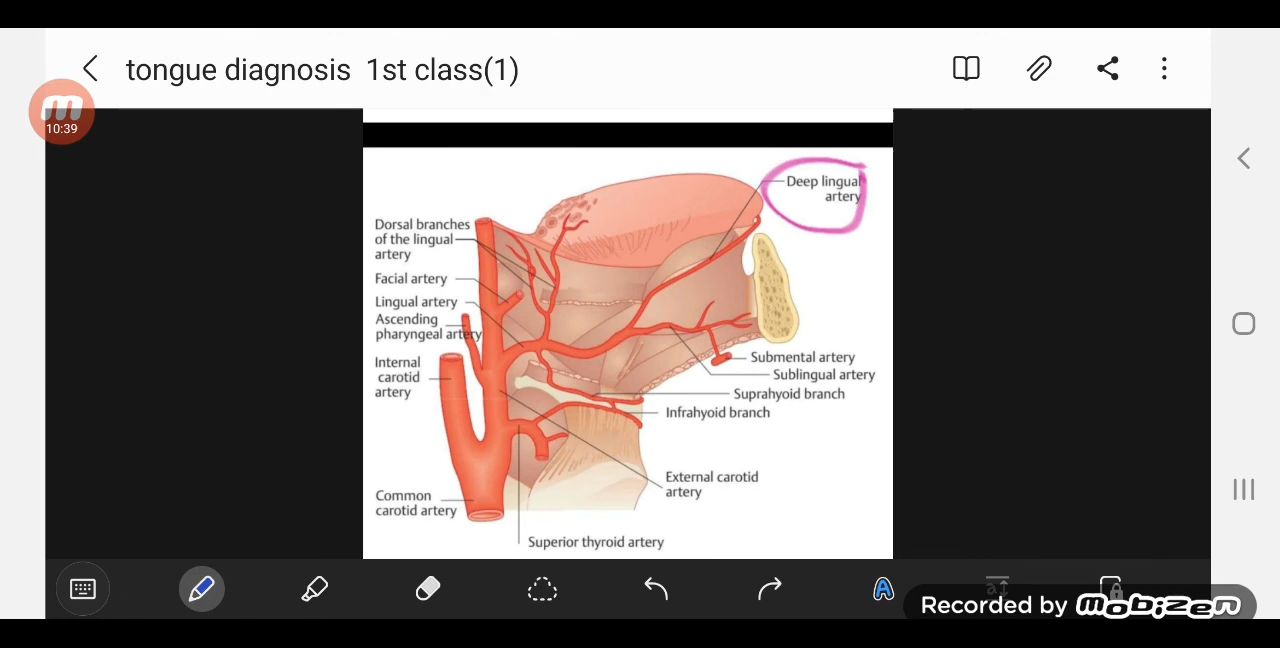 tongue diagnosis 1st class(1)
10:39
Deep lingual
artery
Dorsal branches
of the lingual
artery
Facial artery
Lingual artery
Ascending
pharyngeal artery
Internal
carotid
artery
Submental artery
Sublingual artery
Suprahyoid branch
Infrahyoid branch
External carotid
artery
Common
carotid artery
Superior thyroid artery
Recorded by mobizen